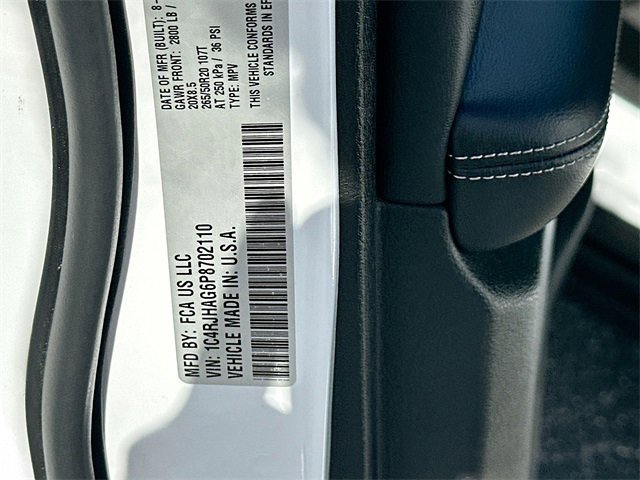 MFD BY: FCA US LLC
VIN: 1C4RJHAG6P8702110
VEHICLE MADE IN: U.S.A.
DATE OF MFR (BUILT): 8-
GAWR FRONT: 2800 LB /
20X8.5
265/50R20 107T
AT 250 kPa / 36 PSI
TYPE: MPV
THIS VEHICLE CONFORMS
STANDARDS IN EF